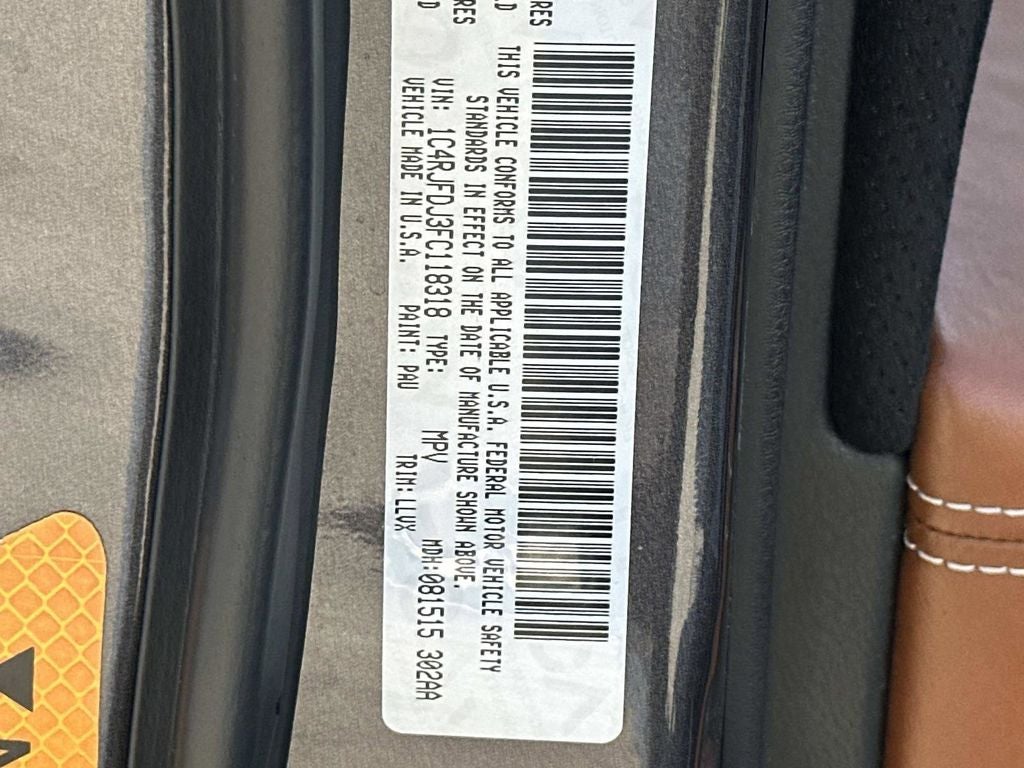 THIS VEHICLE CONFORMS TO ALL APPLICABLE U.S.A. FEDERAL MOTOR VEHICLE SAFETY
STANDARDS IN EFFECT ON THE DATE OF MANUFACTURE SHOWN ABOVE.
VIN: 1C4RJFDJ3FC118318 TYPE: MPV MDH:081515 302AA
VEHICLE MADE IN U.S.A. PAINT: PAU TRIM:LLVX